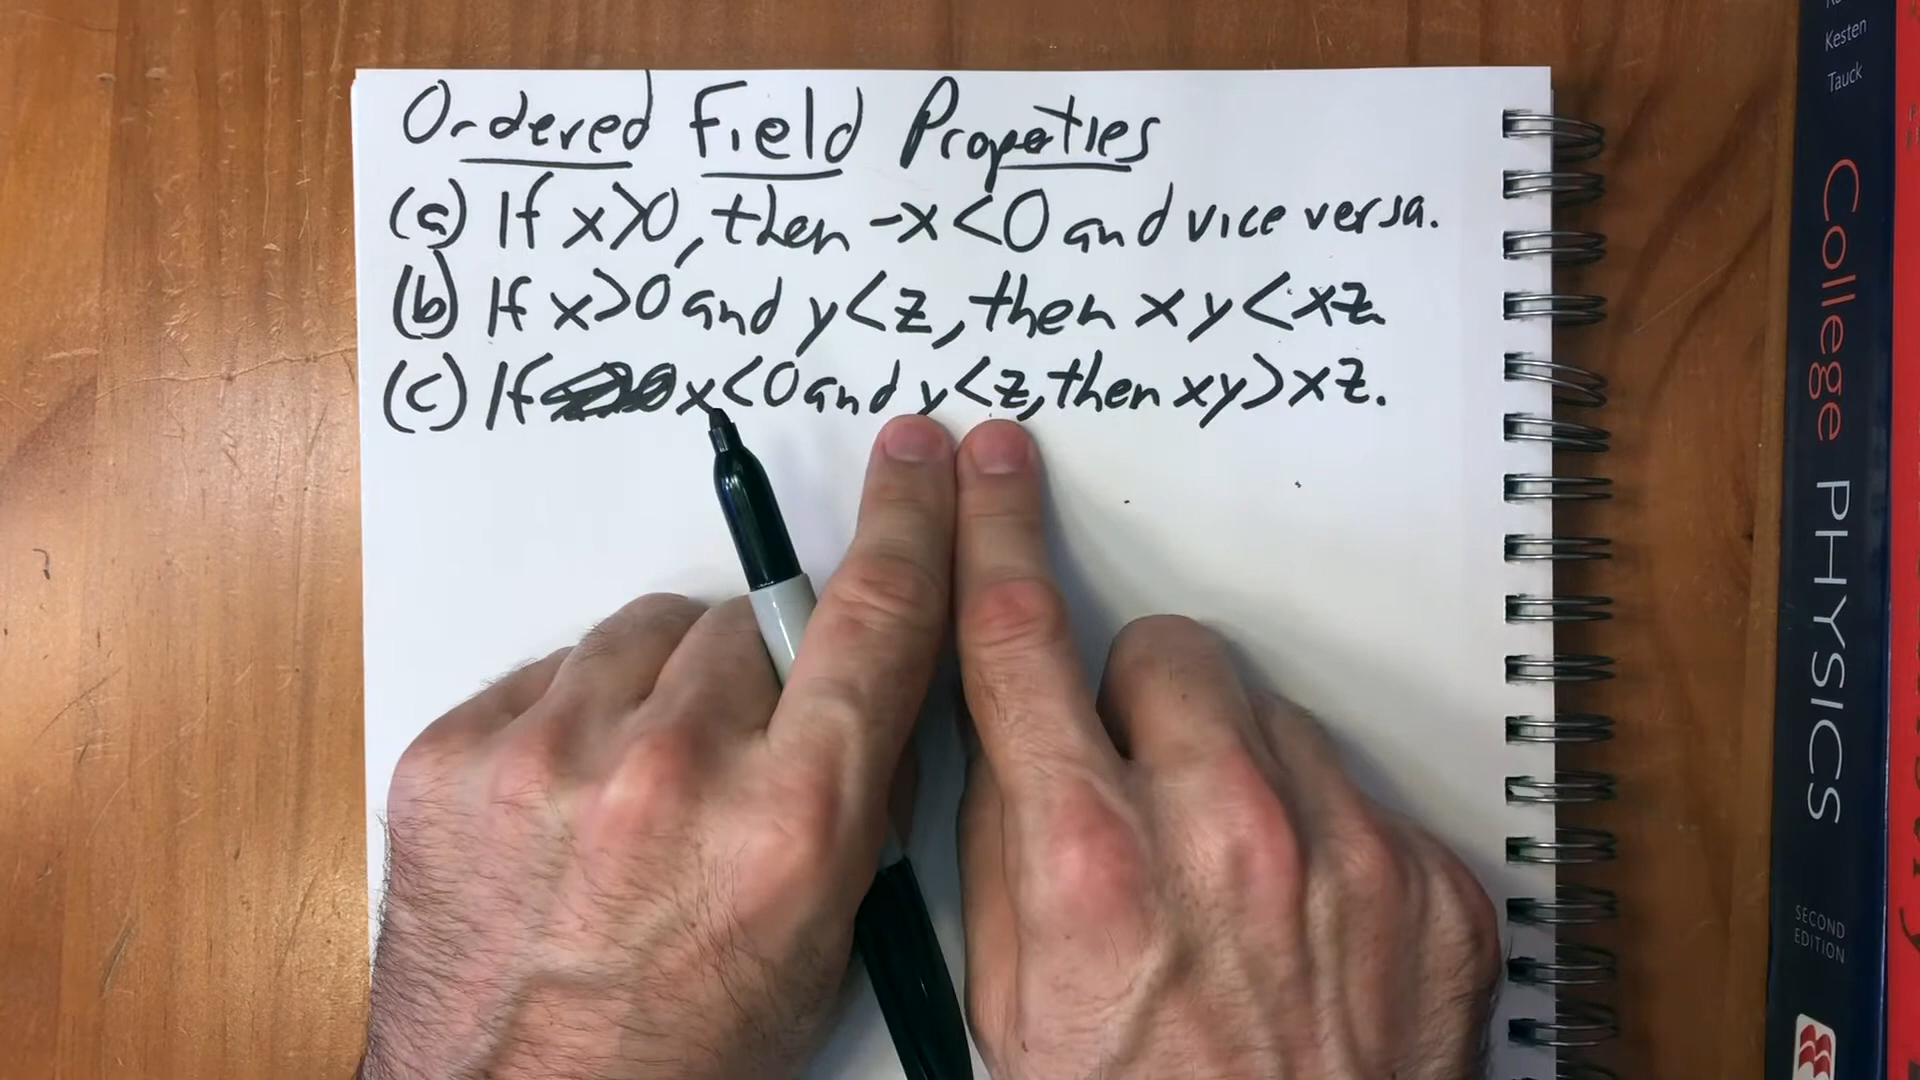 Ordered Field Properties
(a) If x>0, then -x<0 and vice versa.
(b) If x>0 and y<z, then xy<xz.
(c) If x<0 and y<z, then xy>xz.
Kesten
Tauck
College PHYSICS
SECOND
EDITION